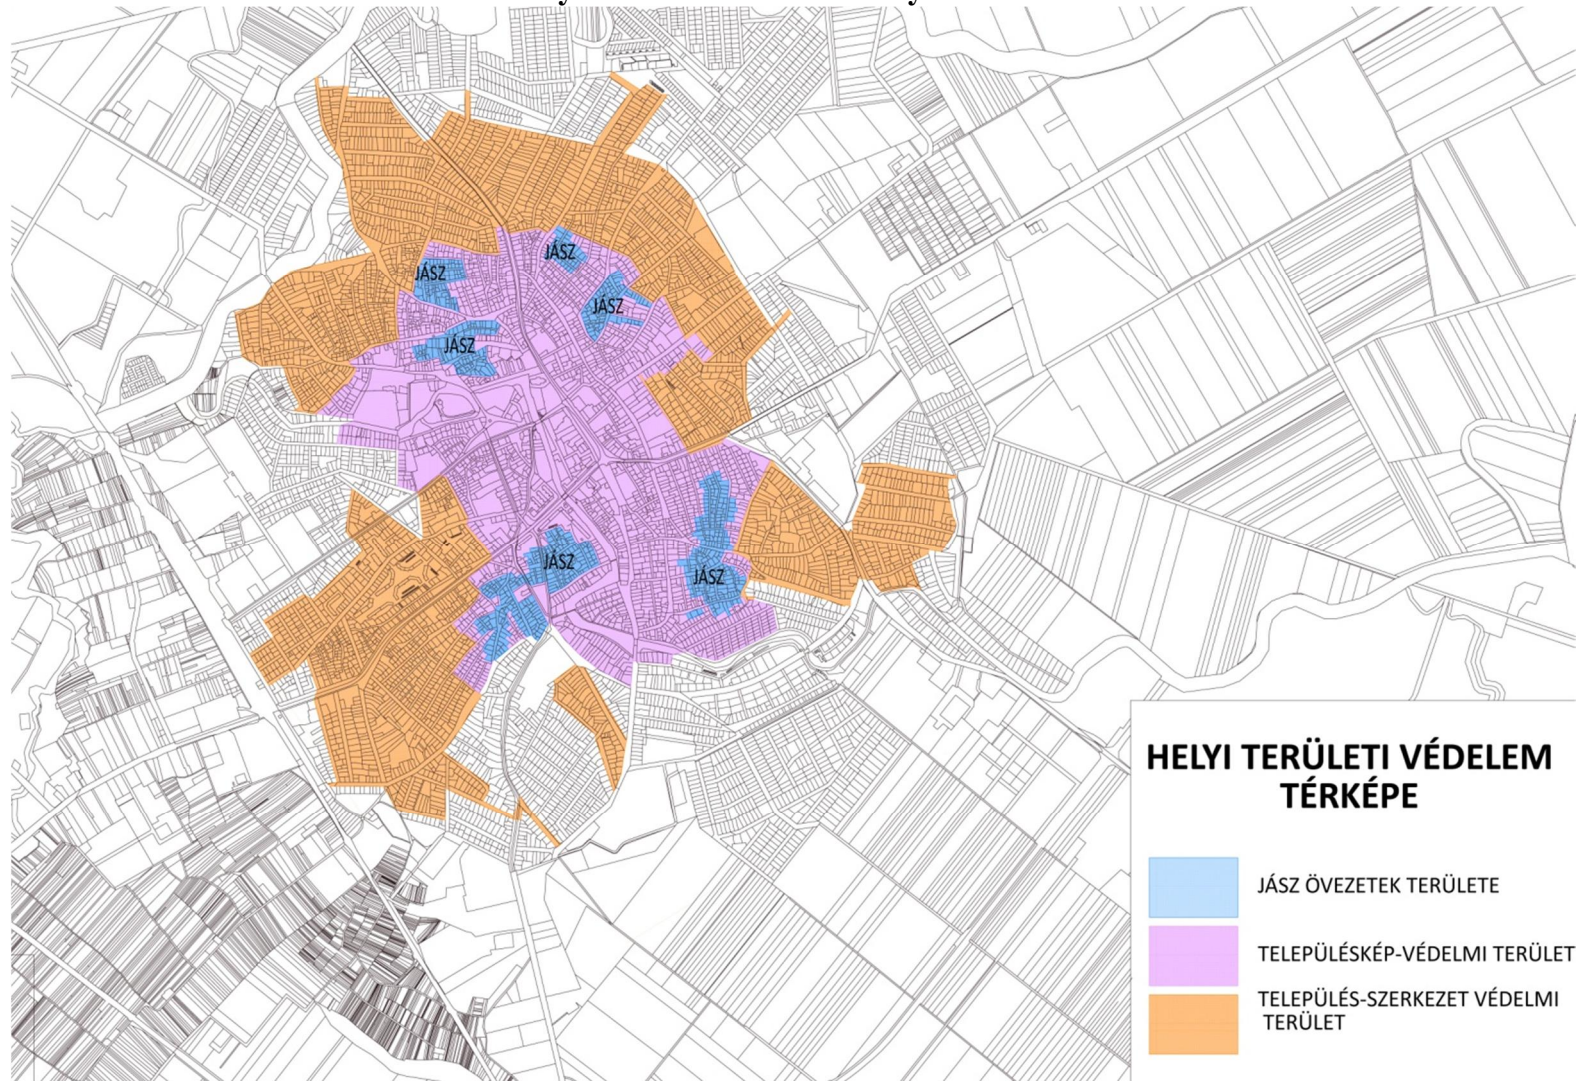 JÁSZ
JÁSZ
JÁSZ
JÁSZ
JÁSZ
JÁSZ
HELYI TERÜLETI VÉDELEM
TÉRKÉPE
JÁSZ ÖVEZETEK TERÜLETE
TELEPÜLÉSKÉP-VÉDELMI TERÜLET
TELEPÜLÉS-SZERKEZET VÉDELMI
TERÜLET